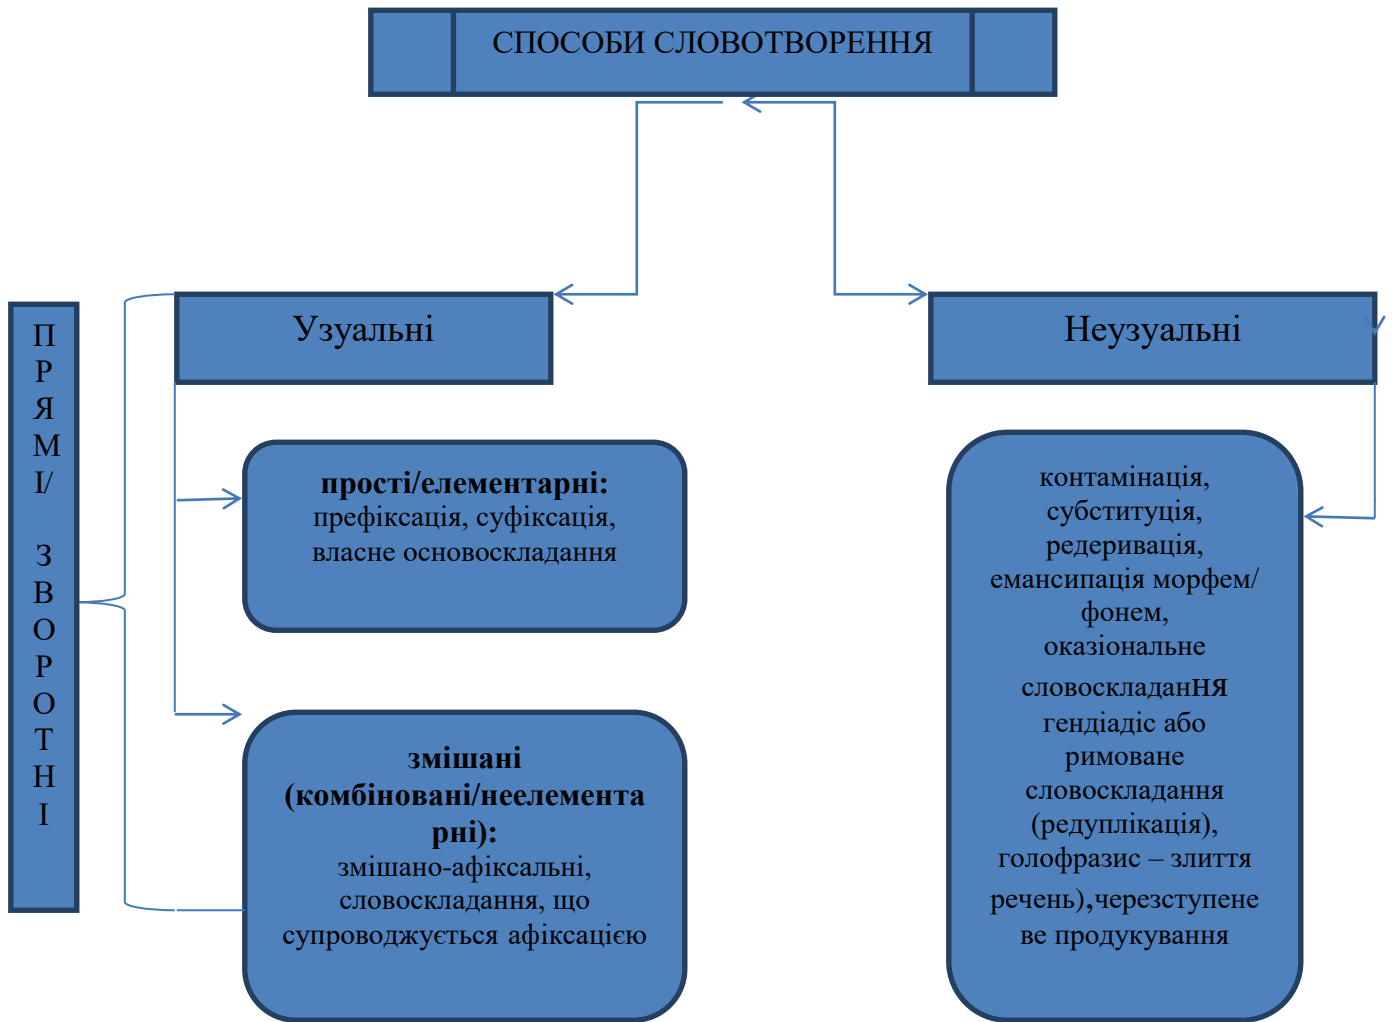 СПОСОБИ СЛОВОТВОРЕННЯ
Узуальні
Неузуальні
П
Р
Я
М
І/
З
В
О
Р
О
Т
Н
І
прості/елементарні:
префіксація, суфіксація,
власне основоскладання
змішані
(комбіновані/неелемента
рні):
змішано-афіксальні,
словоскладання, що
супроводжується афіксацією
контамінація,
субституція,
редеривація,
емансипація морфем/
фонем,
оказіональне
словоскладання
гендіадіс або
римоване
словоскладання
(редуплікація),
голофразис – злиття
речень),черезступене
ве продукування